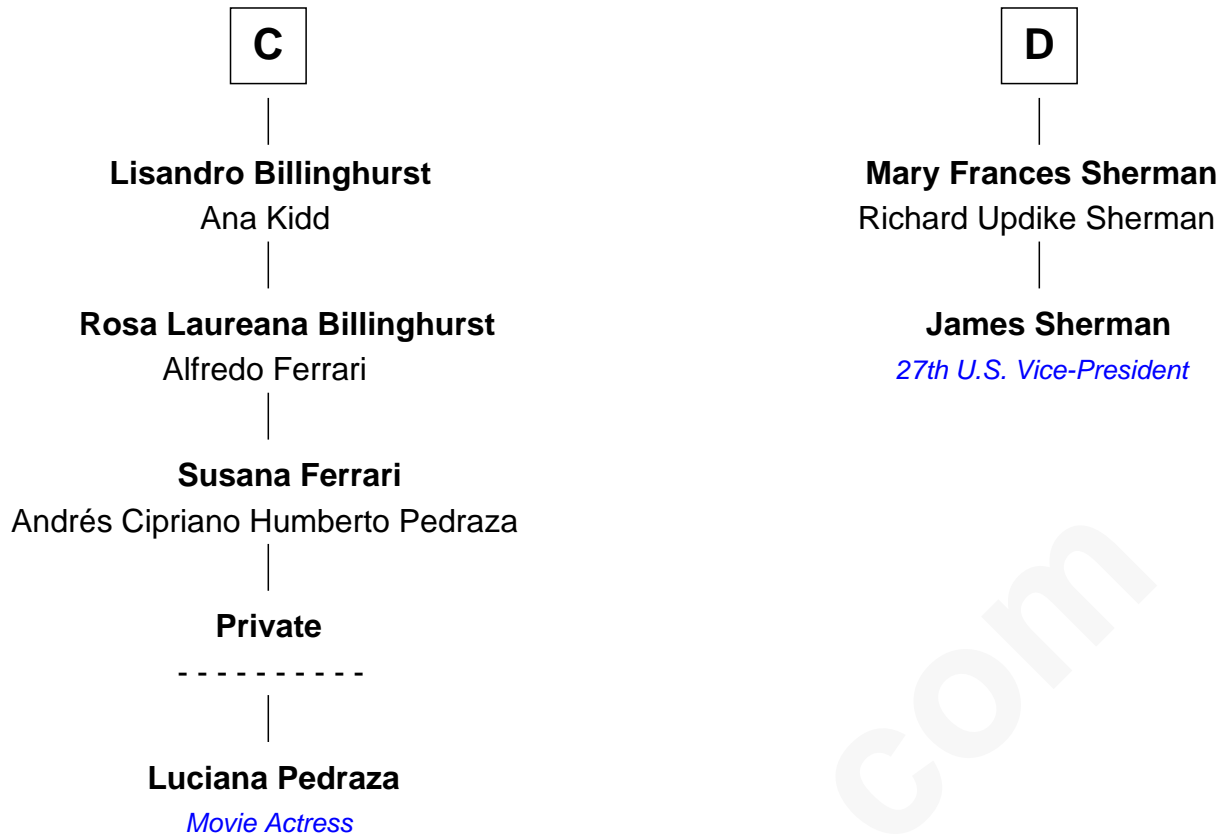 C
Lisandro Billinghurst
Ana Kidd
Rosa Laureana Billinghurst
Alfredo Ferrari
Susana Ferrari
Andrés Cipriano Humberto Pedraza
Private
- - - - - - - - - -
Luciana Pedraza
Movie Actress
D
Mary Frances Sherman
Richard Updike Sherman
James Sherman
27th U.S. Vice-President
com